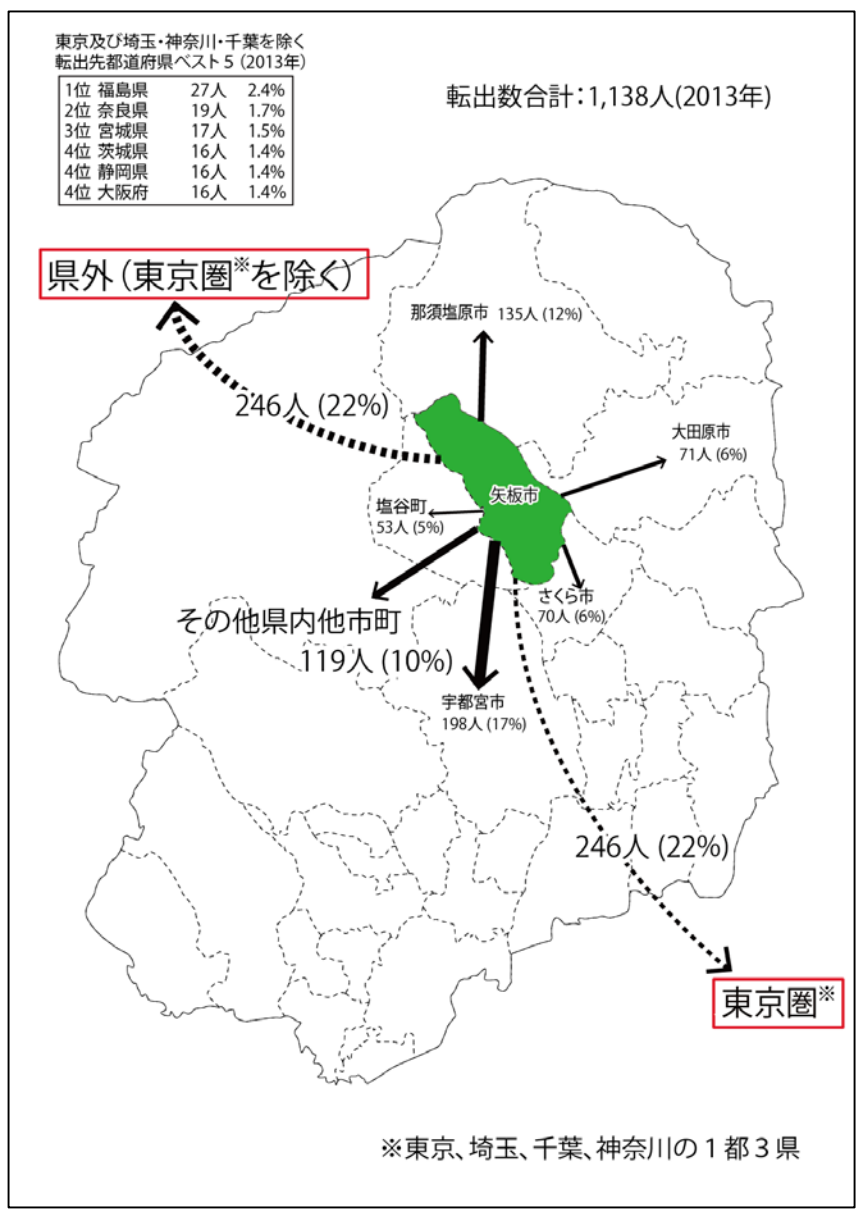 東京及び埼玉・神奈川・千葉を除く
転出先都道府県ベスト5（2013年）
1位 福島県 27人 2.4%
2位 奈良県 19人 1.7%
3位 宮城県 17人 1.5%
4位 茨城県 16人 1.4%
4位 静岡県 16人 1.4%
4位 大阪府 16人 1.4%
転出数合計：1,138人(2013年)
県外（東京圏※を除く）
那須塩原市 135人 (12%)
246人 (22%)
大田原市
71人 (6%)
矢板市
塩谷町
53人 (5%)
さくら市
70人 (6%)
その他県内他市町
119人 (10%)
宇都宮市
198人 (17%)
246人 (22%)
東京圏※
※東京、埼玉、千葉、神奈川の１都３県